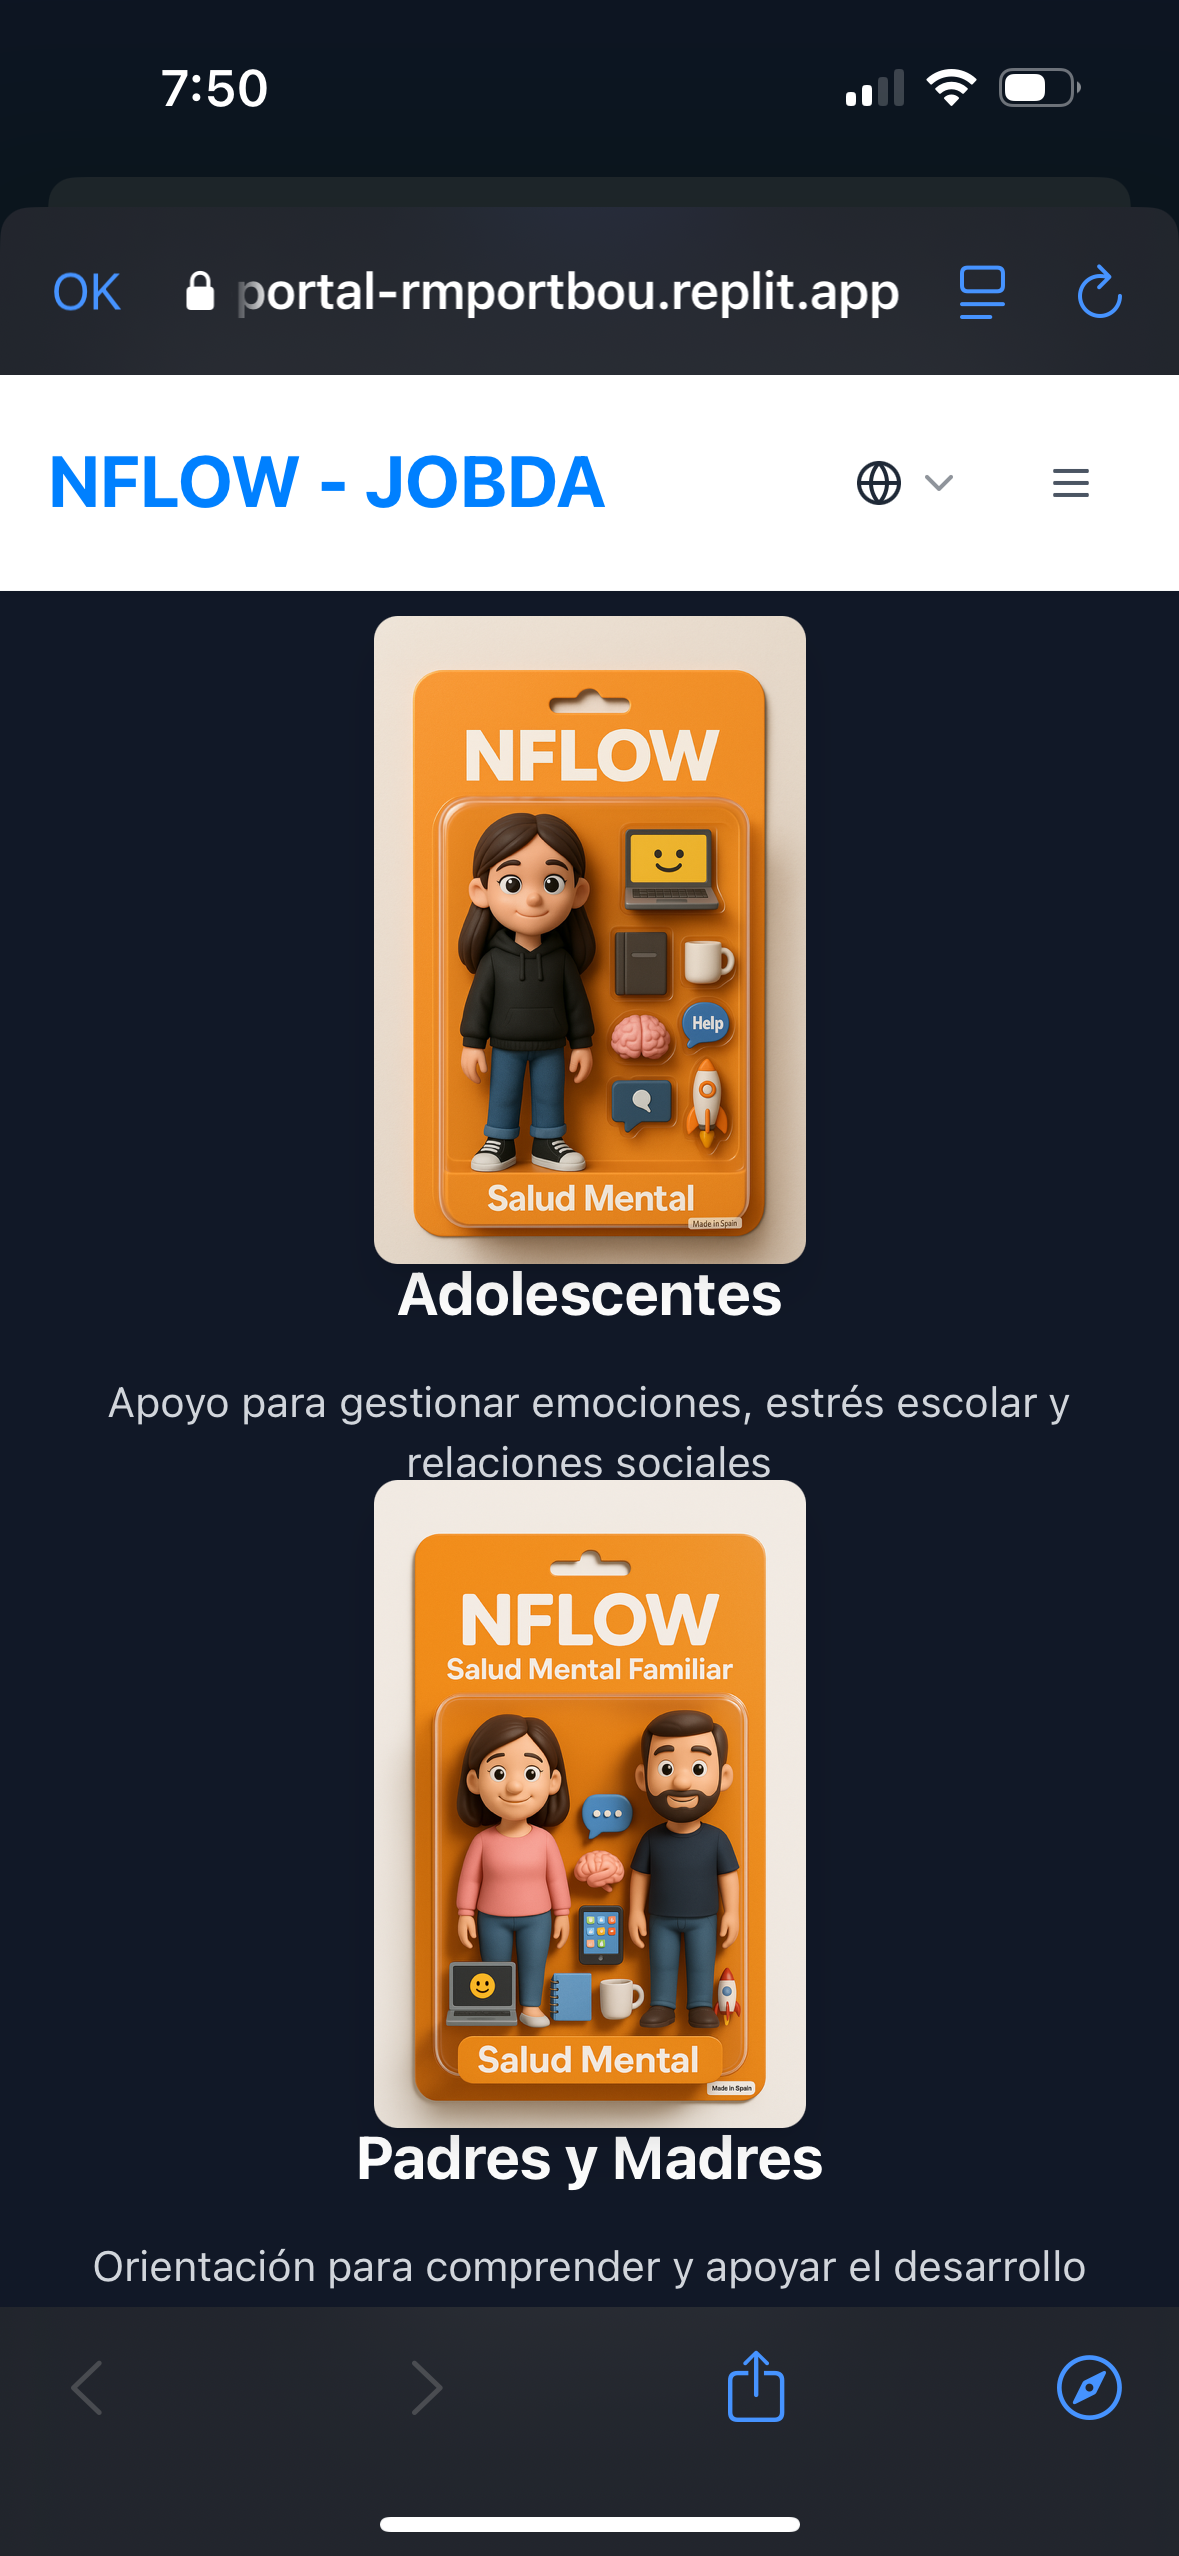 7:50
OK
portal-rmportbou.replit.app
NFLOW - JOBDA
NFLOW
Help
Salud Mental
Made in Spain
Adolescentes
Apoyo para gestionar emociones, estrés escolar y
relaciones sociales
NFLOW
Salud Mental Familiar
Salud Mental
Made in Spain
Padres y Madres
Orientación para comprender y apoyar el desarrollo